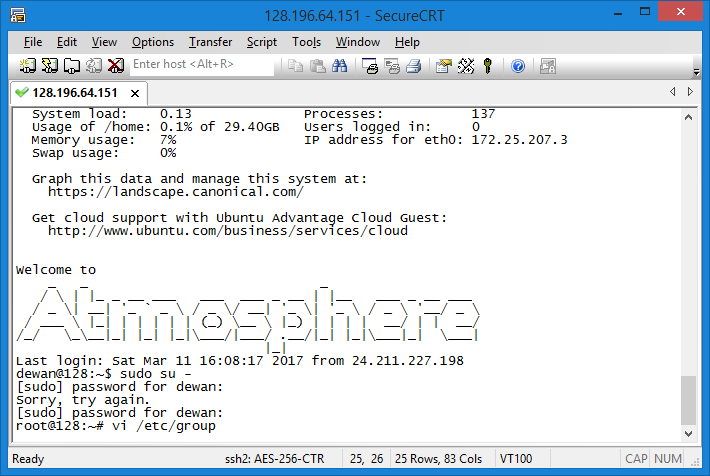 128.196.64.151 - SecureCRT
File Edit View Options Transfer Script Tools Window Help
Enter host <Alt+R>
128.196.64.151
System load: 0.13 Processes: 137
Usage of /home: 0.1% of 29.40GB Users logged in: 0
Memory usage: 7% IP address for eth0: 172.25.207.3
Swap usage: 0%
Graph this data and manage this system at:
https://landscape.canonical.com/
Get cloud support with Ubuntu Advantage Cloud Guest:
http://www.ubuntu.com/business/services/cloud
Welcome to
Atmosphere
Last login: Sat Mar 11 16:08:17 2017 from 24.211.227.198
dewan@128:~$ sudo su -
[sudo] password for dewan:
Sorry, try again.
[sudo] password for dewan:
root@128:~# vi /etc/group
Ready ssh2: AES-256-CTR 25, 26 25 Rows, 83 Cols VT100 CAP NUM